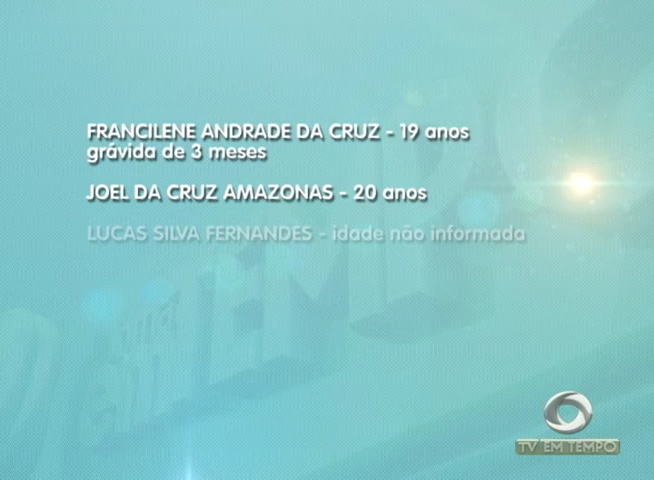 FRANCILENE ANDRADE DA CRUZ - 19 anos
grávida de 3 meses
JOEL DA CRUZ AMAZONAS - 20 anos
LUCAS SILVA FERNANDES - idade não informada
TV EM TEMPO